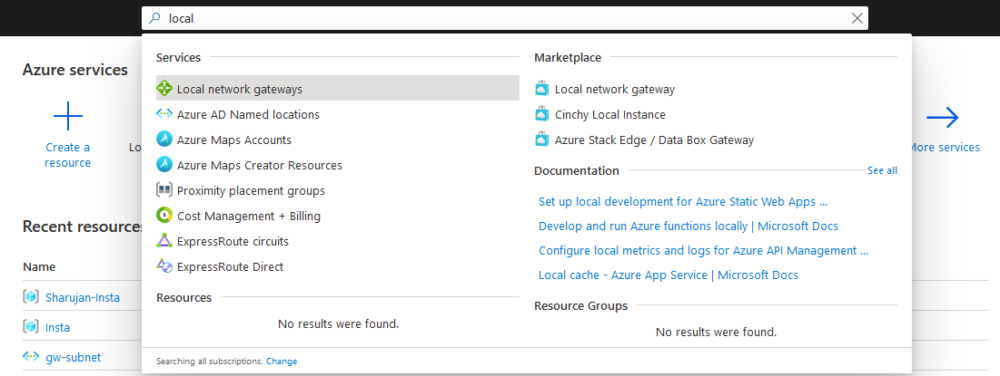 local
Azure services
Create a
resource
Lo
More services
Recent resources
Name
Sharujan-Insta
Insta
gw-subnet
Services
Local network gateways
Azure AD Named locations
Azure Maps Accounts
Azure Maps Creator Resources
Proximity placement groups
Cost Management + Billing
ExpressRoute circuits
ExpressRoute Direct
Resources
No results were found.
Marketplace
Local network gateway
Cinchy Local Instance
Azure Stack Edge / Data Box Gateway
Documentation
See all
Set up local development for Azure Static Web Apps ...
Develop and run Azure functions locally | Microsoft Docs
Configure local metrics and logs for Azure API Management ...
Local cache - Azure App Service | Microsoft Docs
Resource Groups
No results were found.
Searching all subscriptions. Change